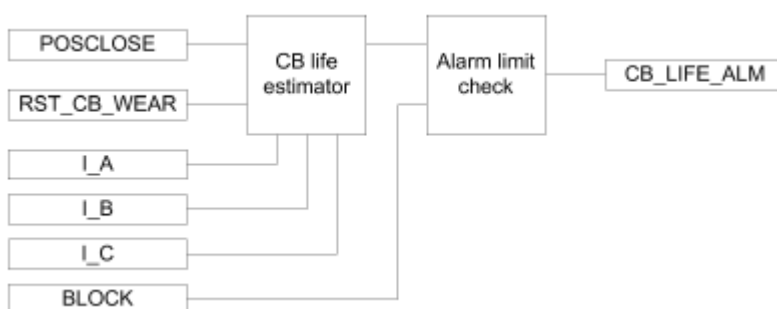 POSCLOSE
RST_CB_WEAR
I_A
I_B
I_C
BLOCK
CB life
estimator
Alarm limit
check
CB_LIFE_ALM